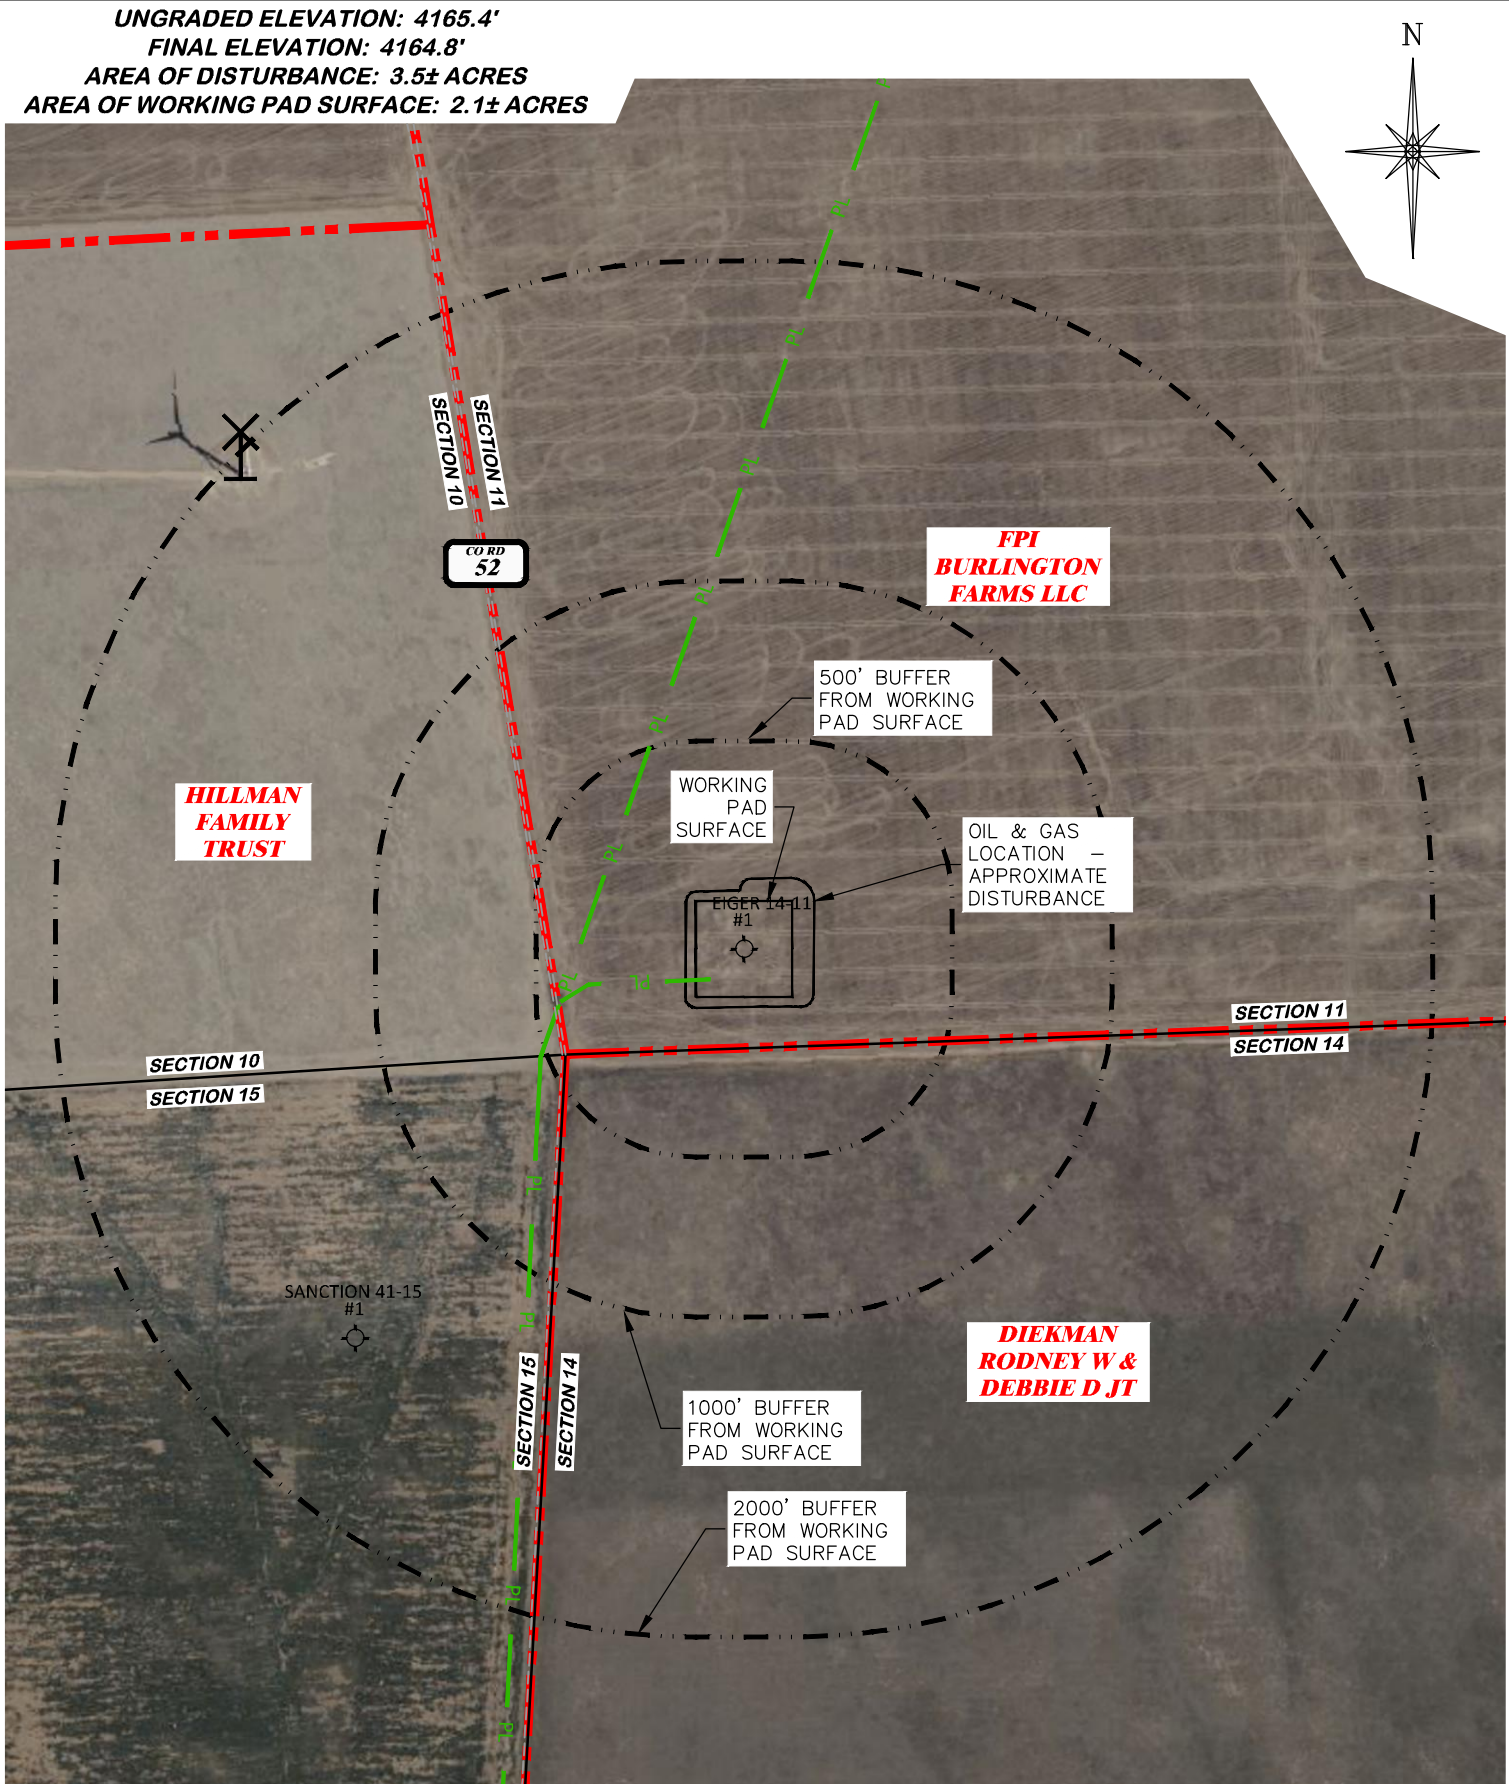 UNGRADED ELEVATION: 4165.4'
FINAL ELEVATION: 4164.8'
AREA OF DISTURBANCE: 3.5± ACRES
AREA OF WORKING PAD SURFACE: 2.1± ACRES
N
PL
PL
PL
SECTION 10
SECTION 11
CO RD
52
FPI
BURLINGTON
FARMS LLC
PL
500' BUFFER
FROM WORKING
PAD SURFACE
PL
WORKING
PAD
SURFACE
HILLMAN
FAMILY
TRUST
OIL & GAS
LOCATION –
APPROXIMATE
DISTURBANCE
PL
EIGER 14-11
#1
PL
PL
SECTION 11
SECTION 14
SECTION 10
SECTION 15
PL
SANCTION 41-15
#1
PL
DIEKMAN
RODNEY W &
DEBBIE D JT
SECTION 15
SECTION 14
1000' BUFFER
FROM WORKING
PAD SURFACE
2000' BUFFER
FROM WORKING
PAD SURFACE
PL
PL